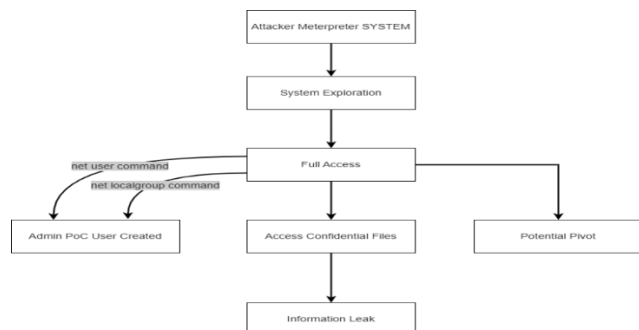 Attacker Meterpreter SYSTEM
System Exploration
net user command
Full Access
net localgroup command
Admin PoC User Created
Access Confidential Files
Potential Pivot
Information Leak